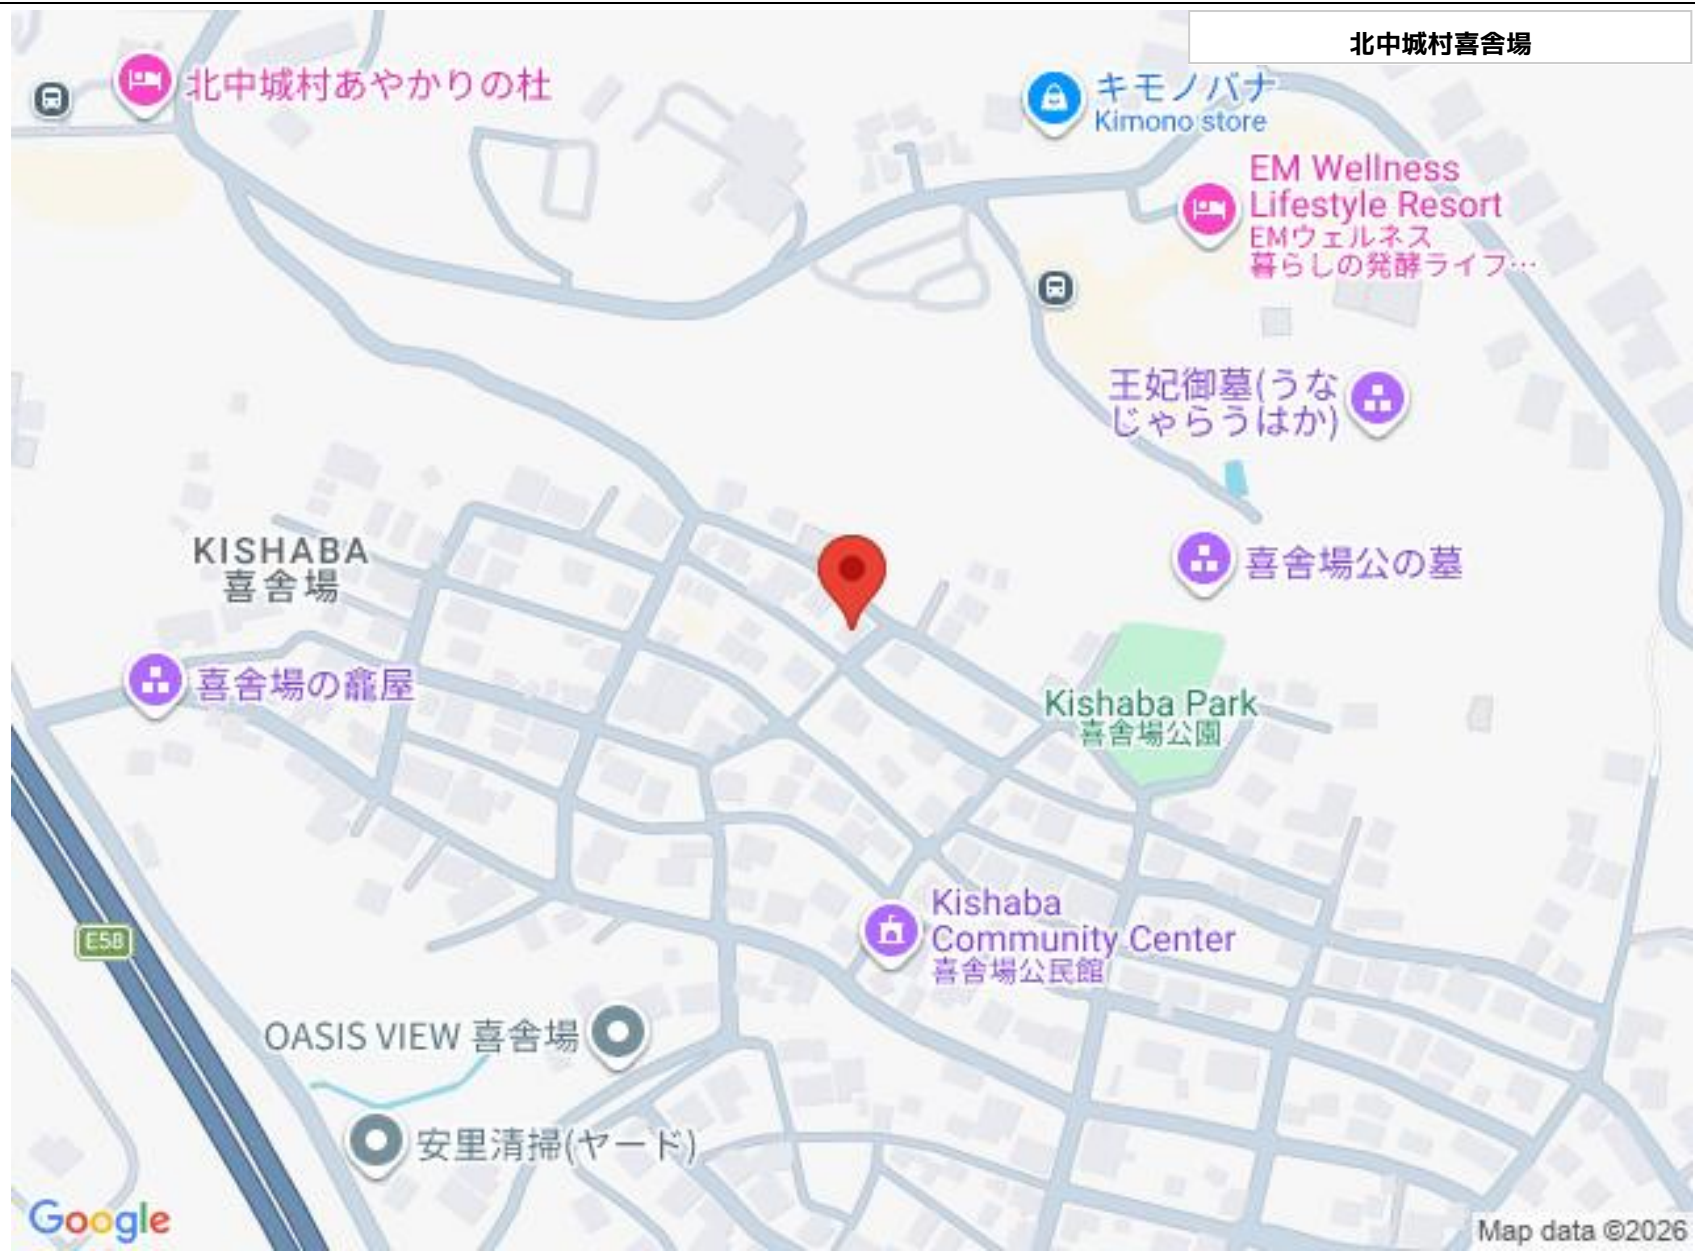 北中城村喜舎場
北中城村あやかりの杜
キモノバナ
Kimono store
EM Wellness
Lifestyle Resort
EMウェルネス
暮らしの発酵ライフ…
王妃御墓(うな
じゃらうはか)
KISHABA
喜舎場
喜舎場公の墓
喜舎場の龕屋
Kishaba Park
喜舎場公園
Kishaba
Community Center
喜舎場公民館
E58
OASIS VIEW 喜舎場
安里清掃(ヤード)
Google
Map data ©2026